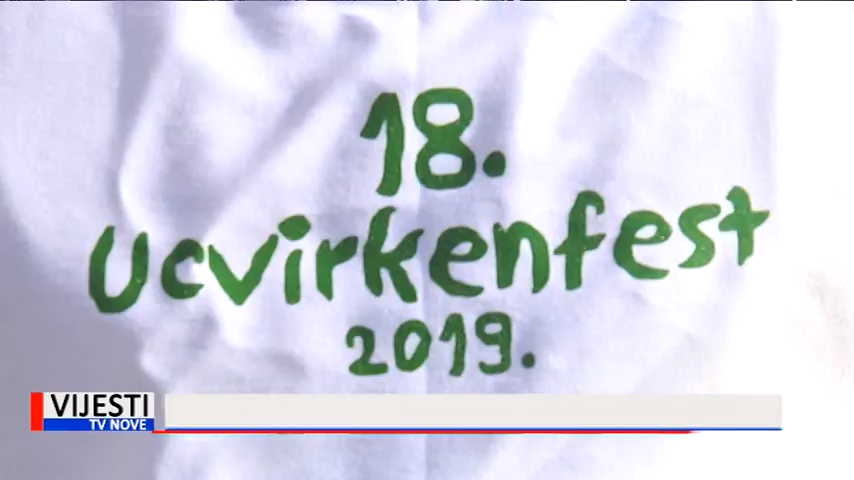 18.
Ucvirkenfest
2019.
VIJESTI
TV NOVE